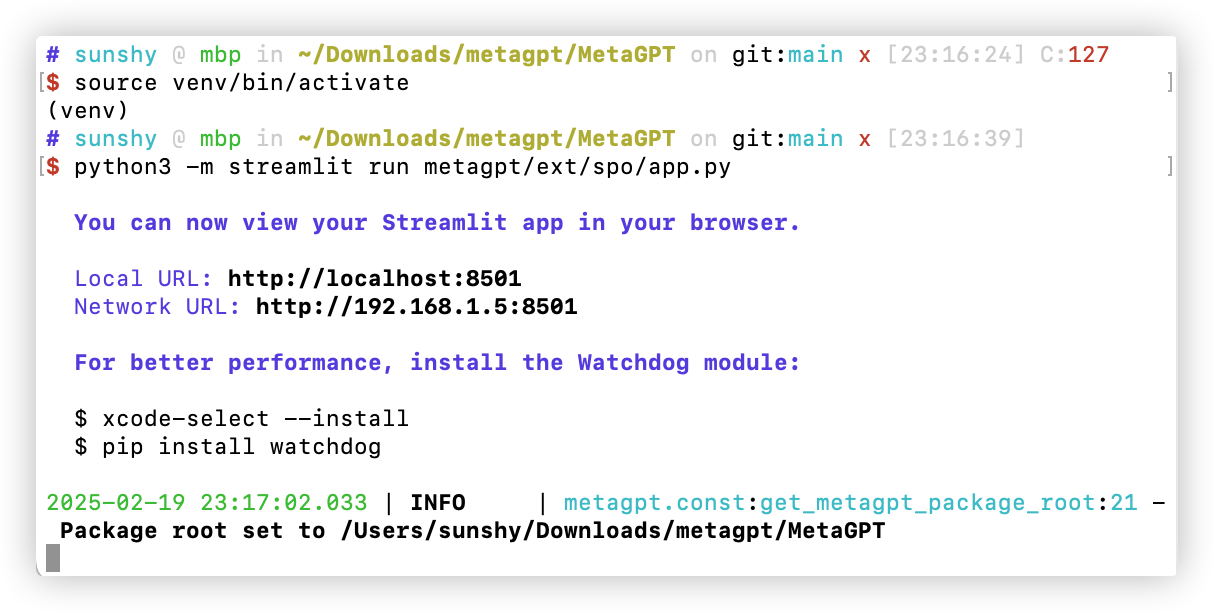 # sunshy @ mbp in ~/Downloads/metagpt/MetaGPT on git:main x [23:16:24] C:127
[$ source venv/bin/activate ]
(venv)
# sunshy @ mbp in ~/Downloads/metagpt/MetaGPT on git:main x [23:16:39]
[$ python3 -m streamlit run metagpt/ext/spo/app.py ]
You can now view your Streamlit app in your browser.
Local URL: http://localhost:8501
Network URL: http://192.168.1.5:8501
For better performance, install the Watchdog module:
$ xcode-select --install
$ pip install watchdog
2025-02-19 23:17:02.033 | INFO     | metagpt.const:get_metagpt_package_root:21 -
Package root set to /Users/sunshy/Downloads/metagpt/MetaGPT